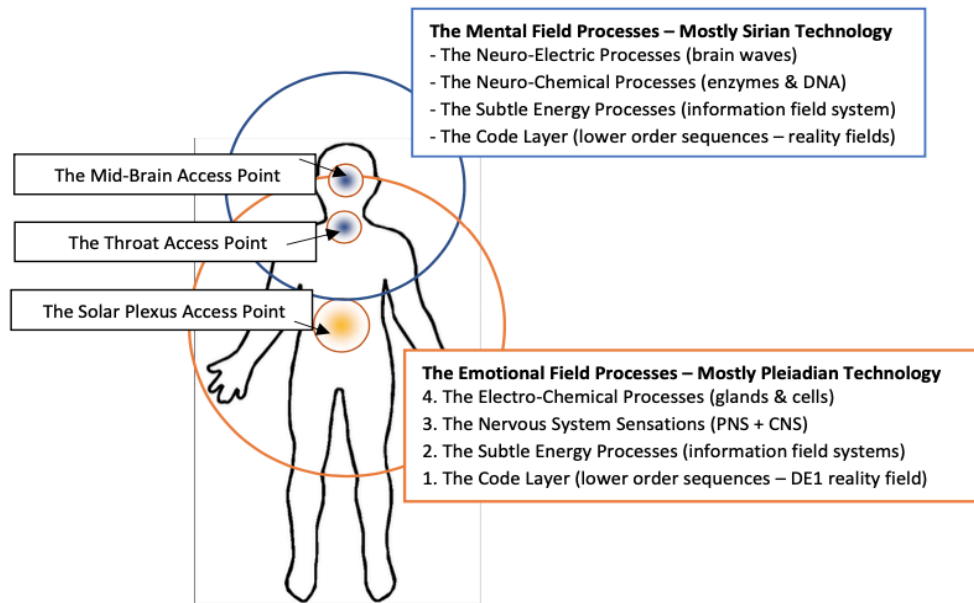 The Mental Field Processes – Mostly Sirian Technology
- The Neuro-Electric Processes (brain waves)
- The Neuro-Chemical Processes (enzymes & DNA)
- The Subtle Energy Processes (information field system)
- The Code Layer (lower order sequences – reality fields)
The Mid-Brain Access Point
The Throat Access Point
The Solar Plexus Access Point
The Emotional Field Processes – Mostly Pleiadian Technology
4. The Electro-Chemical Processes (glands & cells)
3. The Nervous System Sensations (PNS + CNS)
2. The Subtle Energy Processes (information field systems)
1. The Code Layer (lower order sequences – DE1 reality field)